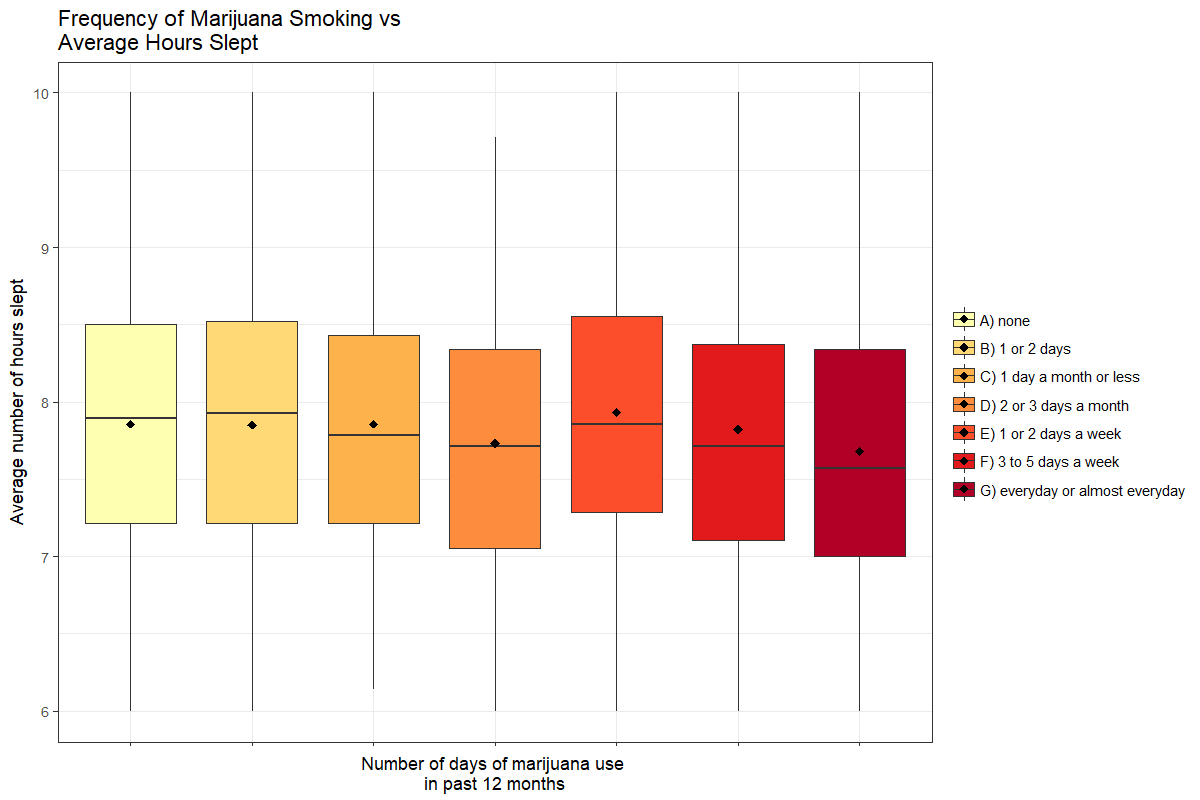 Frequency of Marijuana Smoking vs
Average Hours Slept
Average number of hours slept
10
9
8
7
6
Number of days of marijuana use
in past 12 months
A) none
B) 1 or 2 days
C) 1 day a month or less
D) 2 or 3 days a month
E) 1 or 2 days a week
F) 3 to 5 days a week
G) everyday or almost everyday